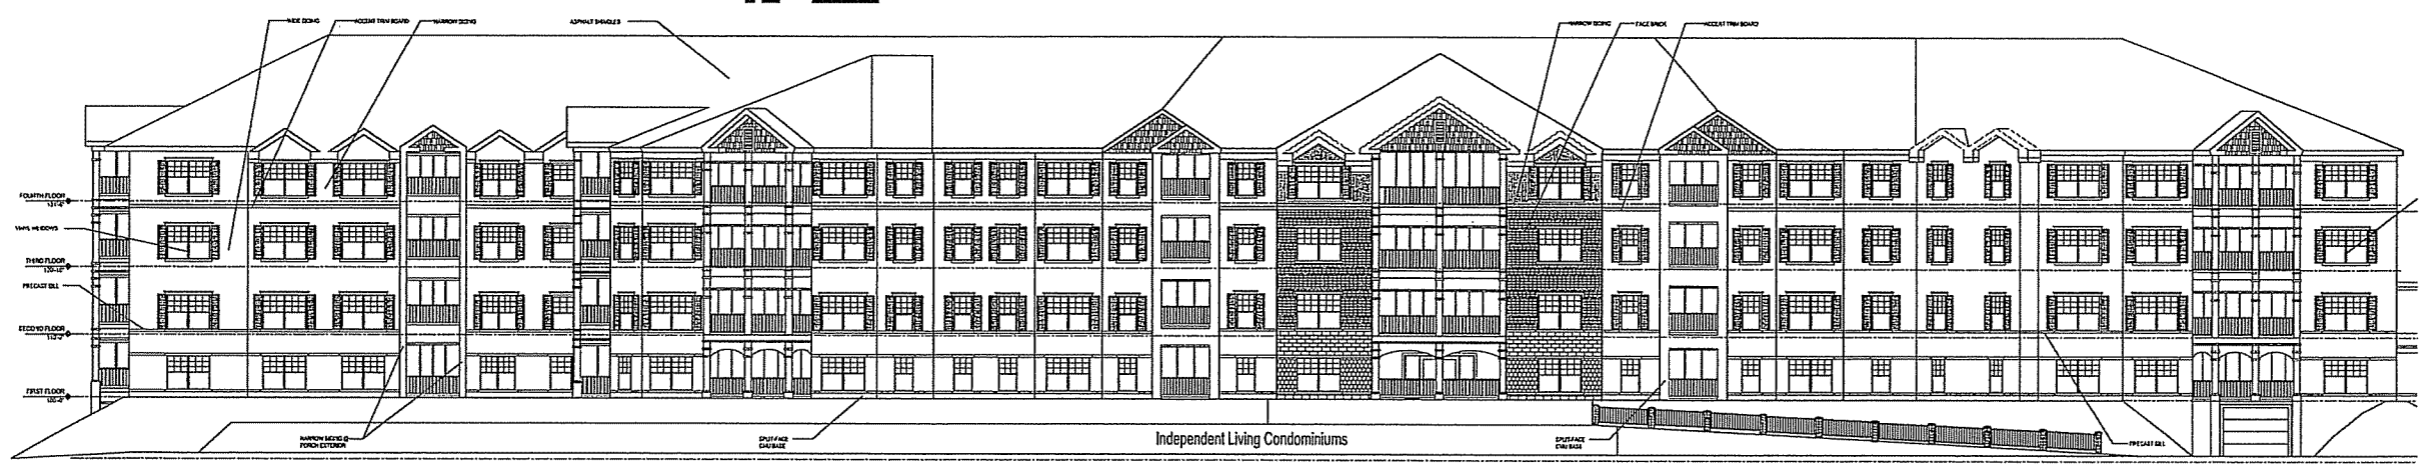 WIDE SIDING
ACCENT TRIM BOARD
NARROW SIDING
ASPHALT SHINGLES
NARROW SIDING
FACE BRICK
ACCENT TRIM BOARD
FOURTH FLOOR
VINYL WINDOWS
THIRD FLOOR
PRECAST SILL
SECOND FLOOR
FIRST FLOOR
100'-0"
NARROW SIDING @
PORCH EXTERIOR
SPLIT-FACE
CMU BASE
Independent Living Condominiums
SPLIT-FACE
CMU BASE
PRECAST SILL